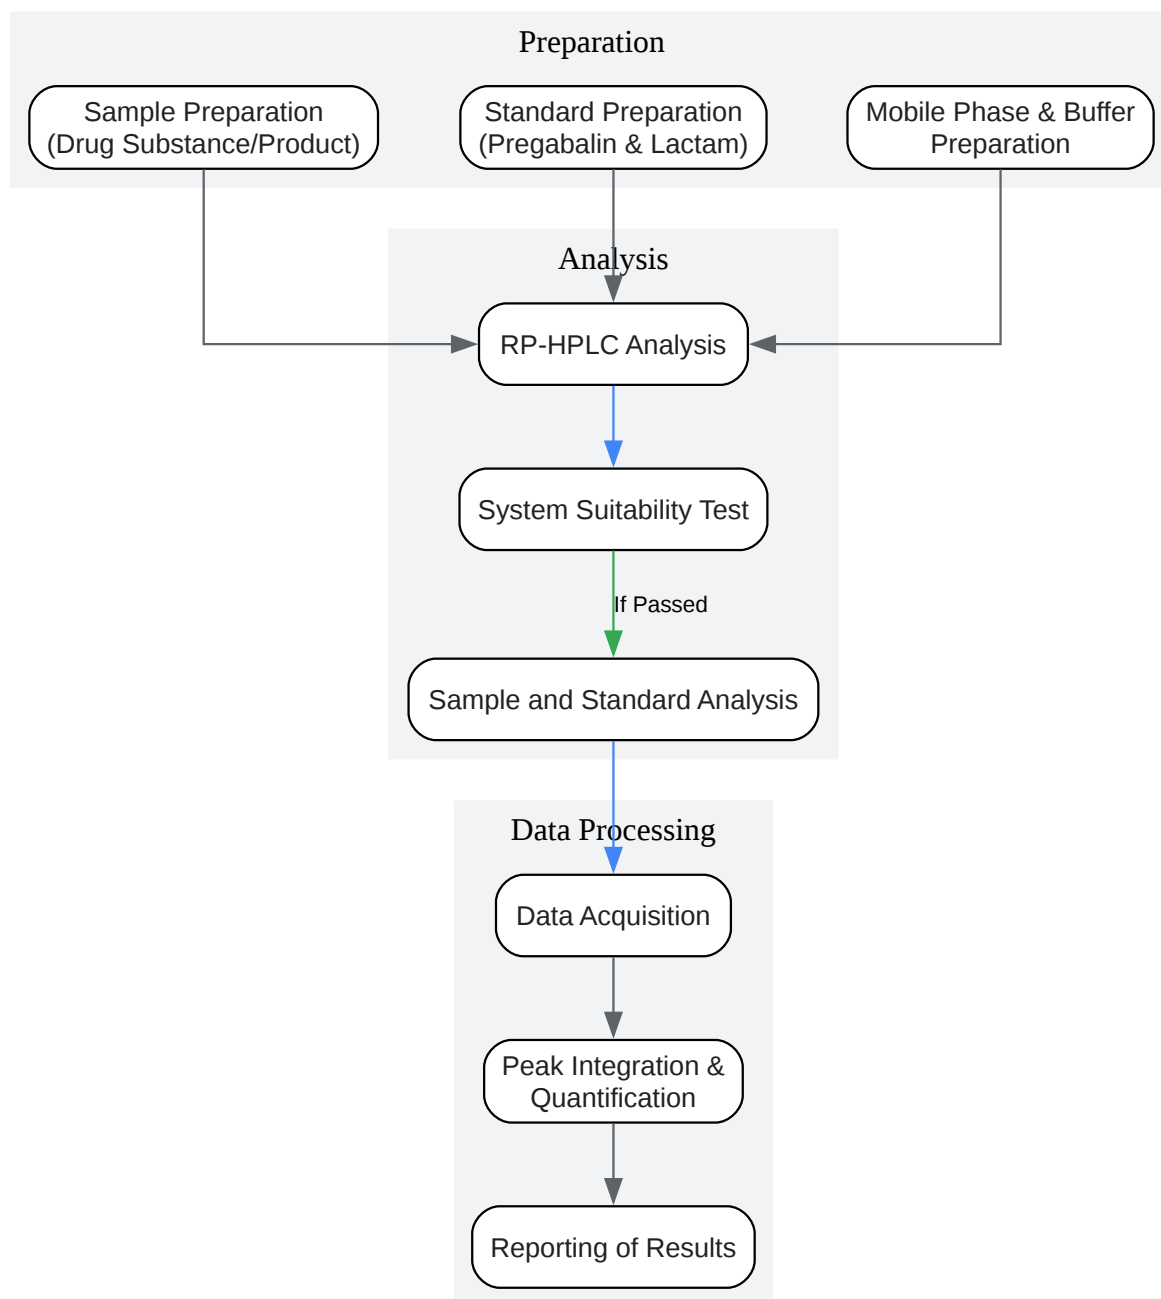 Preparation
Sample Preparation
(Drug Substance/Product)
Standard Preparation
(Pregabalin & Lactam)
Mobile Phase & Buffer
Preparation
Analysis
RP-HPLC Analysis
System Suitability Test
If Passed
Sample and Standard Analysis
Data Processing
Data Acquisition
Peak Integration &
Quantification
Reporting of Results